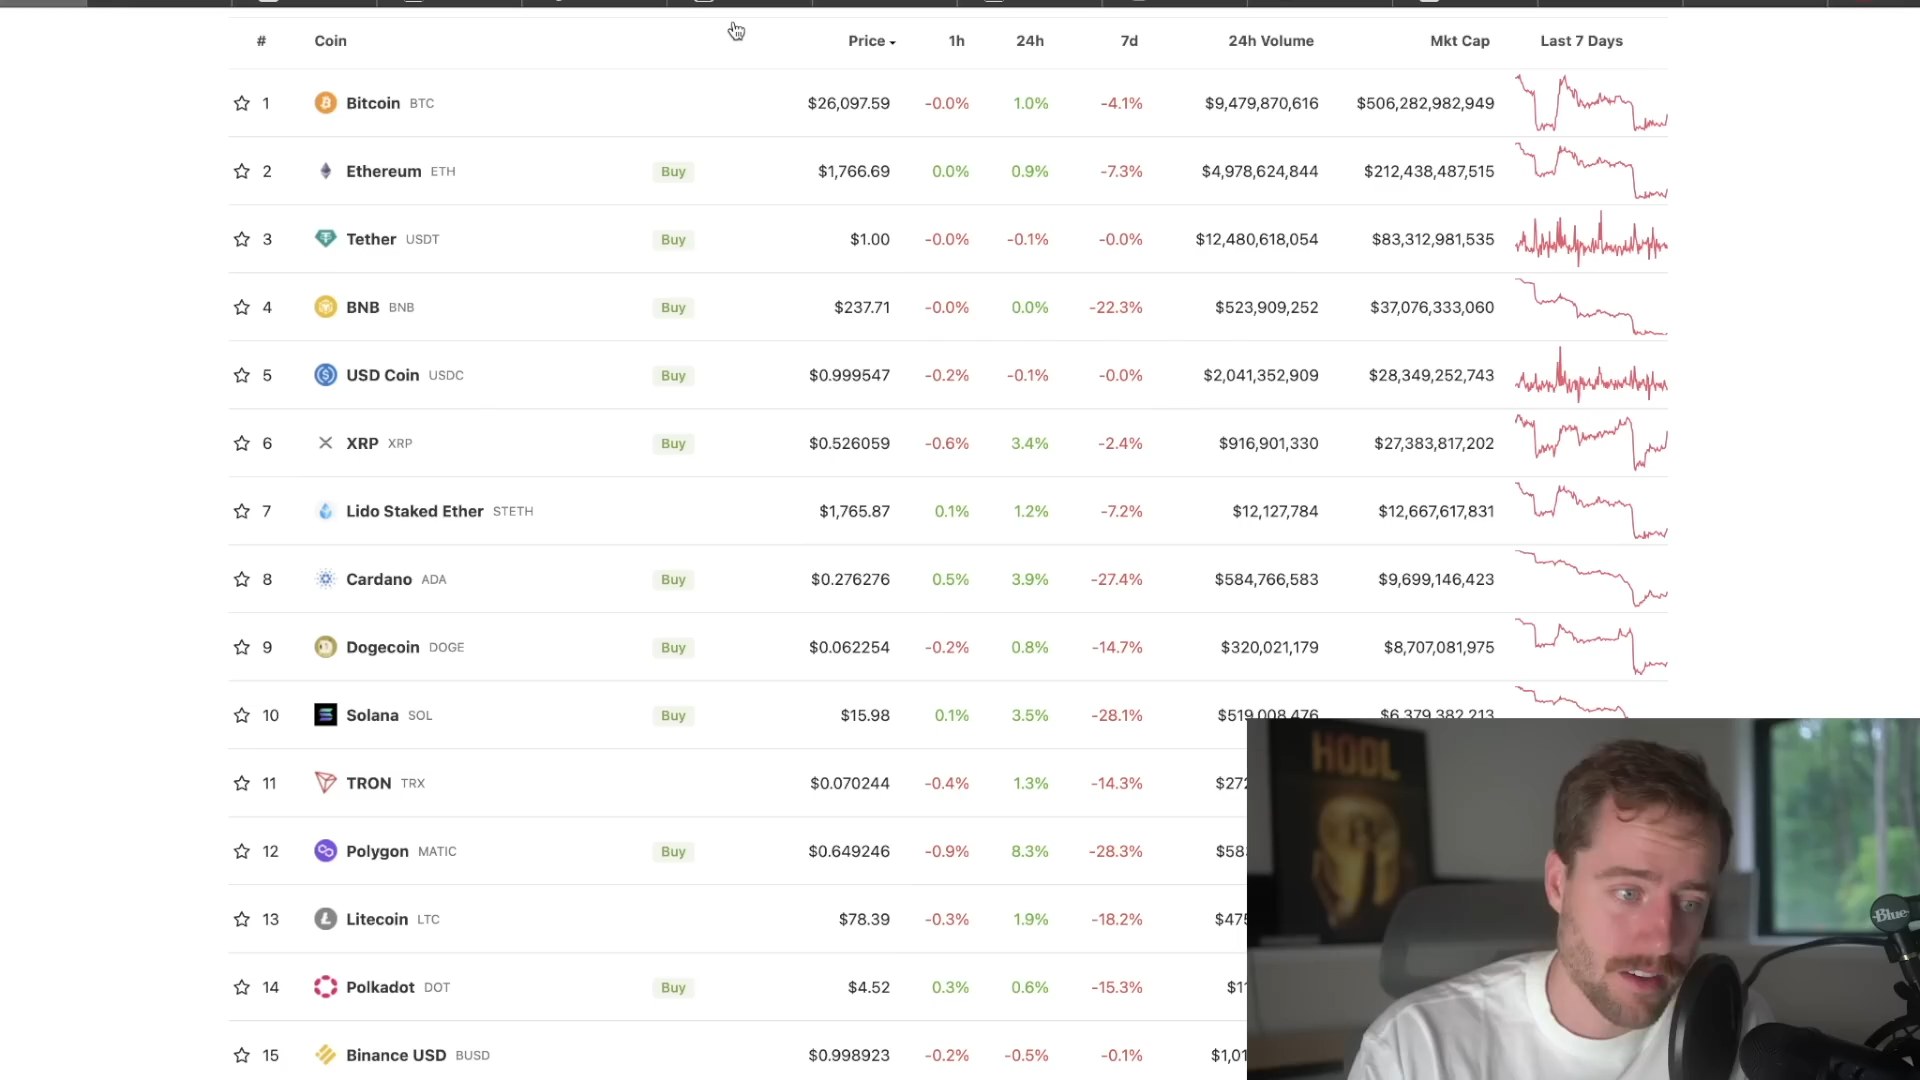 # Coin Price 1h 24h 7d 24h Volume Mkt Cap Last 7 Days
1 Bitcoin BTC $26,097.59 -0.0% 1.0% -4.1% $9,479,870,616 $506,282,982,949
2 Ethereum ETH Buy $1,766.69 0.0% 0.9% -7.3% $4,978,624,844 $212,438,487,515
3 Tether USDT Buy $1.00 -0.0% -0.1% -0.0% $12,480,618,054 $83,312,981,535
4 BNB BNB Buy $237.71 -0.0% 0.0% -22.3% $523,909,252 $37,076,333,060
5 USD Coin USDC Buy $0.999547 -0.2% -0.1% -0.0% $2,041,352,909 $28,349,252,743
6 XRP XRP Buy $0.526059 -0.6% 3.4% -2.4% $916,901,330 $27,383,817,202
7 Lido Staked Ether STETH $1,765.87 0.1% 1.2% -7.2% $12,127,784 $12,667,617,831
8 Cardano ADA Buy $0.276276 0.5% 3.9% -27.4% $584,766,583 $9,699,146,423
9 Dogecoin DOGE Buy $0.062254 -0.2% 0.8% -14.7% $320,021,179 $8,707,081,975
10 Solana SOL Buy $15.98 0.1% 3.5% -28.1% $519,008,476 $6,379,382,213
11 TRON TRX $0.070244 -0.4% 1.3% -14.3%
12 Polygon MATIC Buy $0.649246 -0.9% 8.3% -28.3%
13 Litecoin LTC $78.39 -0.3% 1.9% -18.2%
14 Polkadot DOT Buy $4.52 0.3% 0.6% -15.3%
15 Binance USD BUSD $0.998923 -0.2% -0.5% -0.1%
HODL
Blue